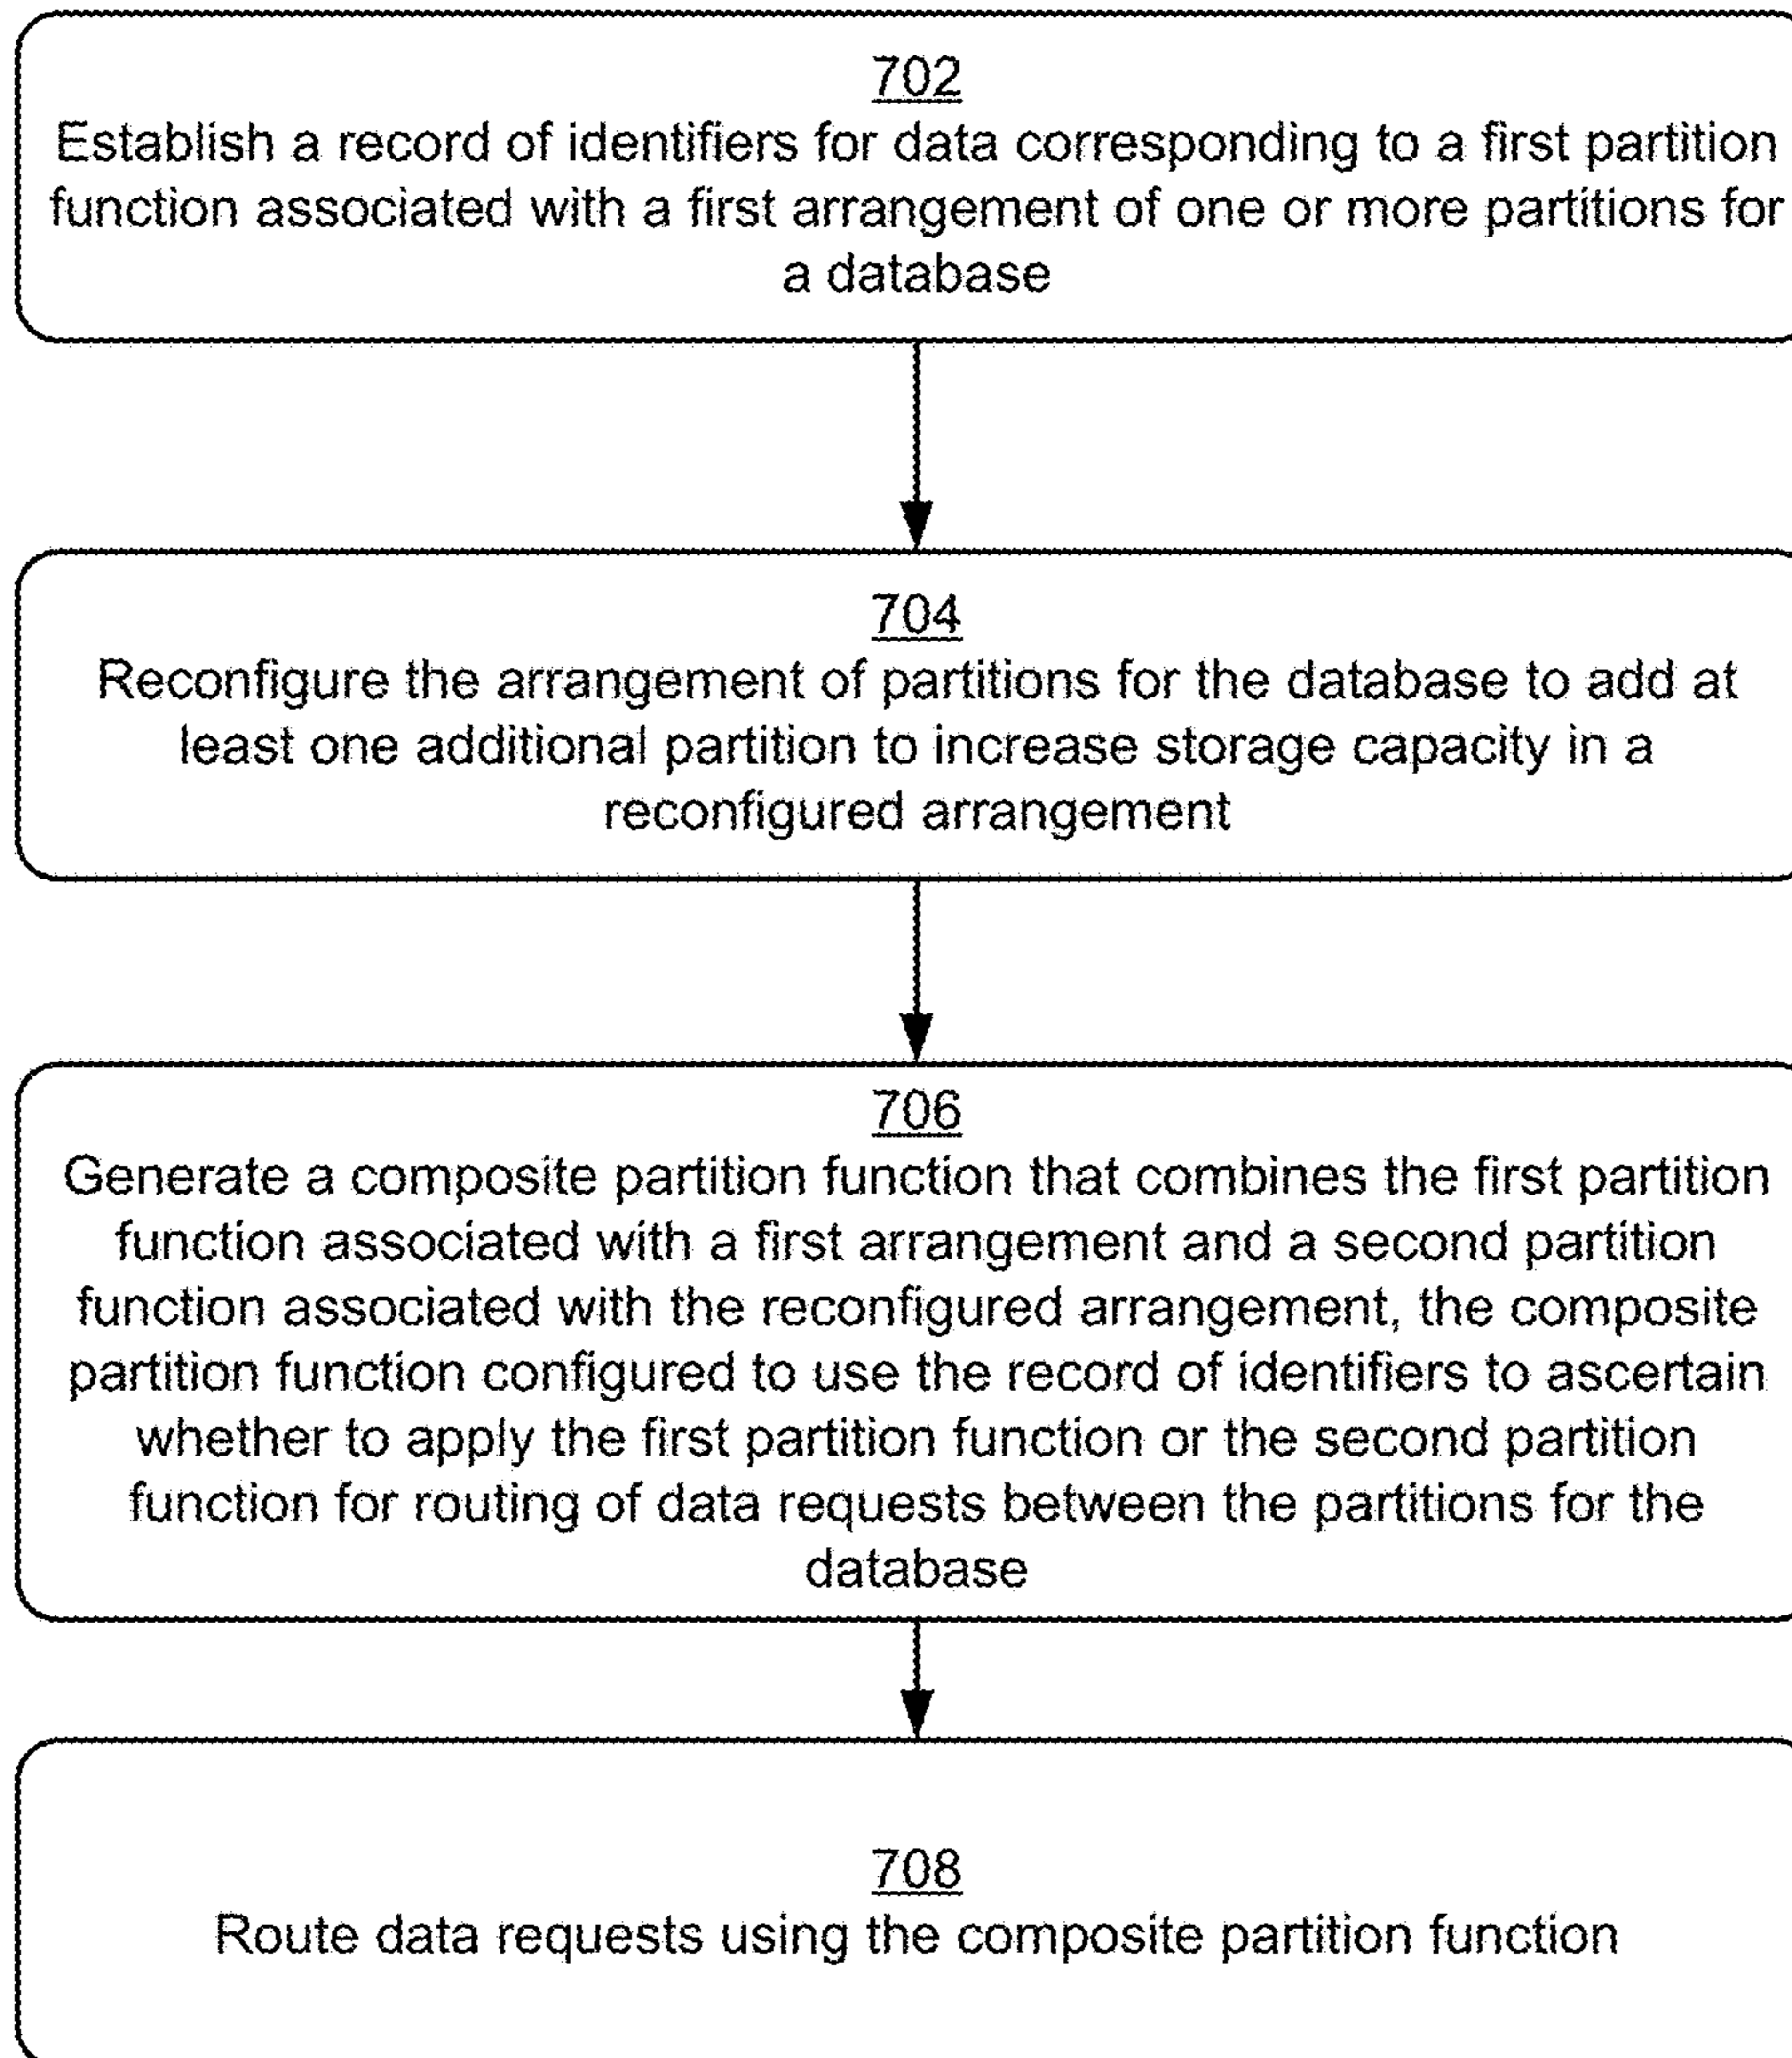 702
Establish a record of identifiers for data corresponding to a first partition
function associated with a first arrangement of one or more partitions for
a database
704
Reconfigure the arrangement of partitions for the database to add at
least one additional partition to increase storage capacity in a
reconfigured arrangement
706
Generate a composite partition function that combines the first partition
function associated with a first arrangement and a second partition
function associated with the reconfigured arrangement, the composite
partition function configured to use the record of identifiers to ascertain
whether to apply the first partition function or the second partition
function for routing of data requests between the partitions for the
database
708
Route data requests using the composite partition function